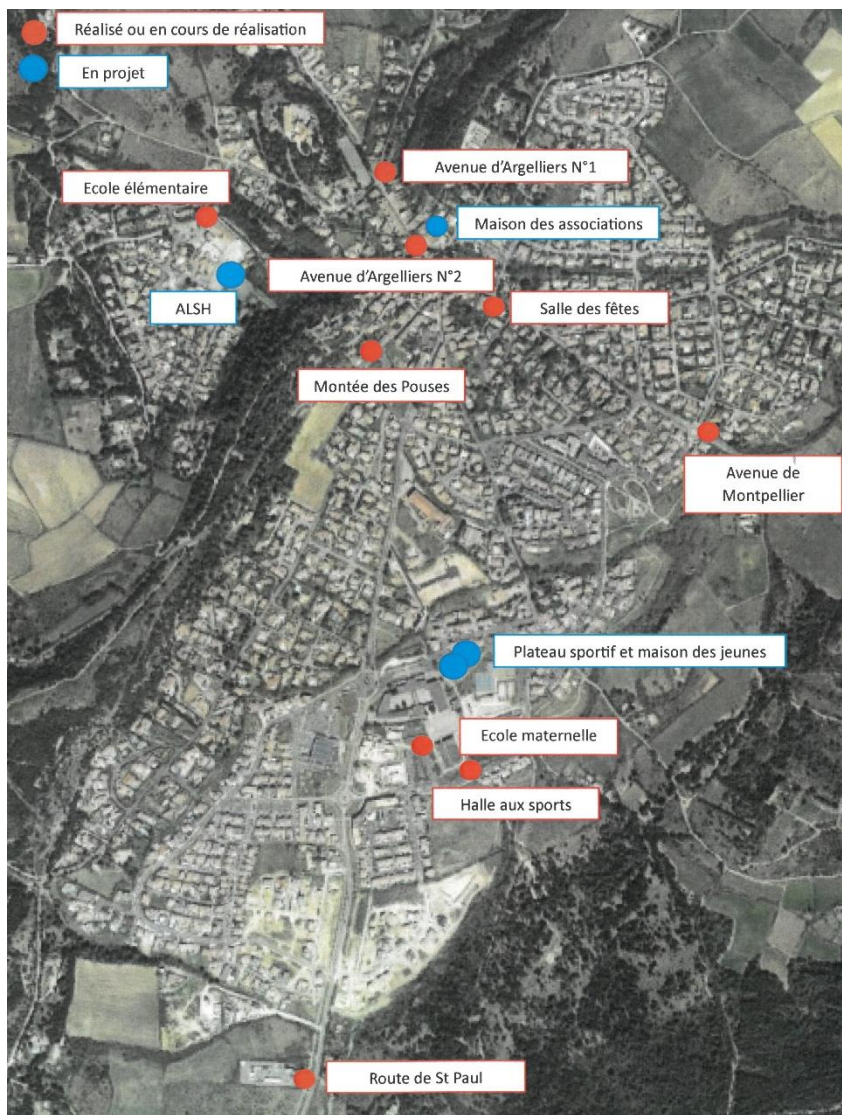 Réalisé ou en cours de réalisation
En projet
Avenue d'Argelliers N°1
Ecole élémentaire
Maison des associations
Avenue d'Argelliers N°2
ALSH
Salle des fêtes
Montée des Pouses
Avenue de
Montpellier
Plateau sportif et maison des jeunes
Ecole maternelle
Halle aux sports
Route de St Paul